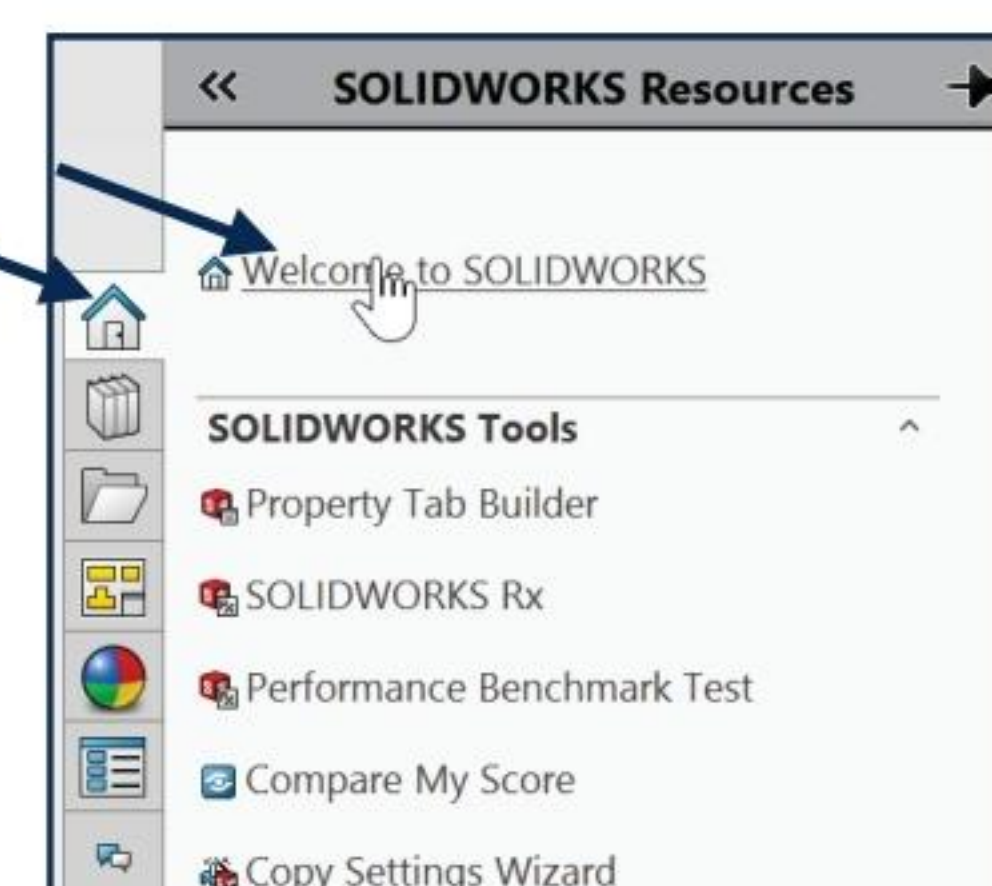 SOLIDWORKS Resources
Welcome to SOLIDWORKS
SOLIDWORKS Tools
Property Tab Builder
SOLIDWORKS Rx
Performance Benchmark Test
Compare My Score
Copy Settings Wizard